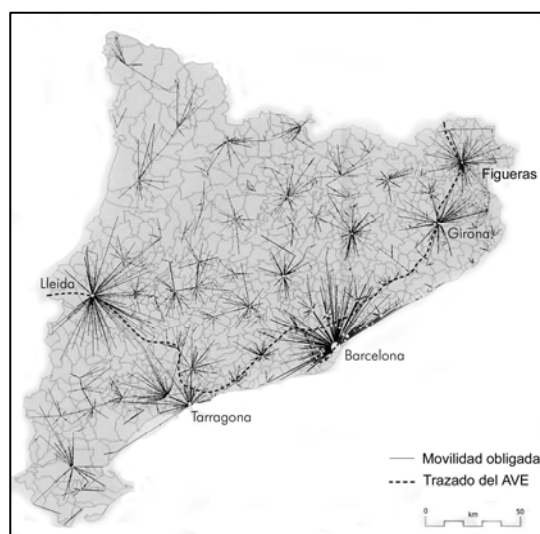 Figueras
Girona
Lleida
Barcelona
Tarragona
Movilidad obligada
Trazado del AVE
0 km 50